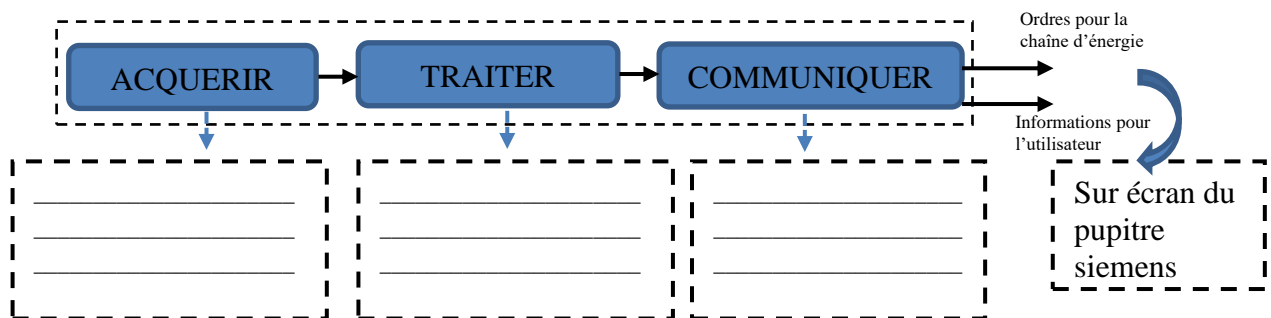 Ordres pour la
chaîne d'énergie
ACQUERIR
TRAITER
COMMUNIQUER
Informations pour
l'utilisateur
Sur écran du
pupitre
siemens